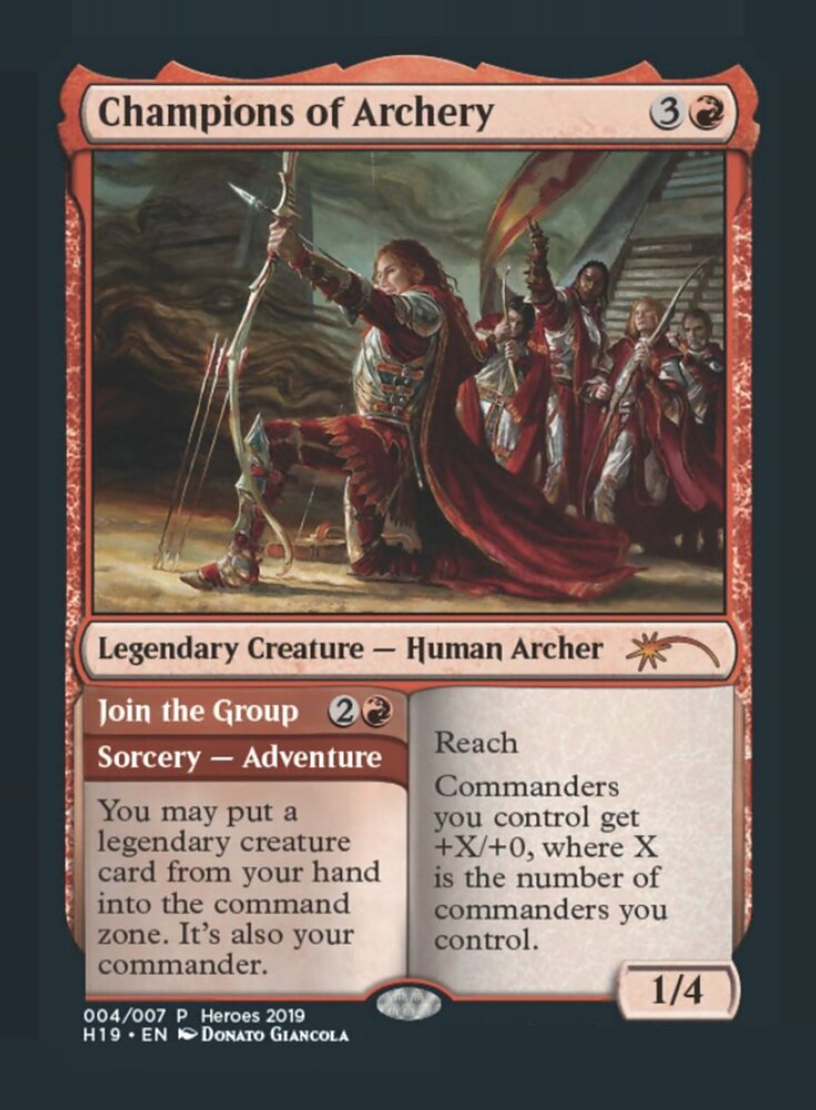 Champions of Archery 3
Legendary Creature — Human Archer
Join the Group 2
Sorcery — Adventure
You may put a
legendary creature
card from your hand
into the command
zone. It's also your
commander.
Reach
Commanders
you control get
+X/+0, where X
is the number of
commanders you
control.
1/4
004/007 P Heroes 2019
H19 • EN Donato Giancola